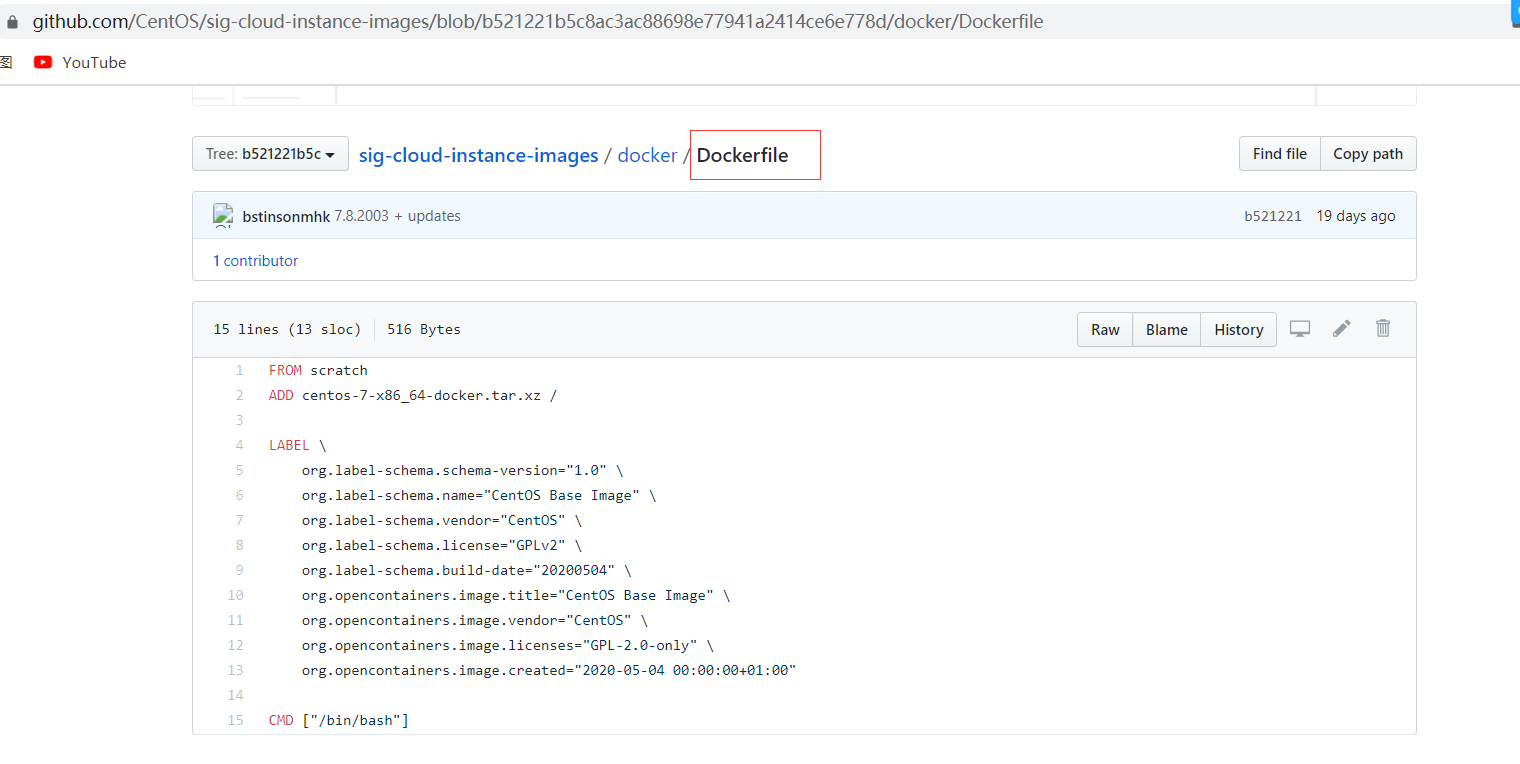 github.com/CentOS/sig-cloud-instance-images/blob/b521221b5c8ac3ac88698e77941a2414ce6e778d/docker/Dockerfile
图 YouTube
Tree: b521221b5c sig-cloud-instance-images / docker / Dockerfile Find file Copy path
bstinsonmhk 7.8.2003 + updates b521221 19 days ago
1 contributor
15 lines (13 sloc) 516 Bytes Raw Blame History
1 FROM scratch
2 ADD centos-7-x86_64-docker.tar.xz /
3
4 LABEL \
5 org.label-schema.schema-version="1.0" \
6 org.label-schema.name="CentOS Base Image" \
7 org.label-schema.vendor="CentOS" \
8 org.label-schema.license="GPLv2" \
9 org.label-schema.build-date="20200504" \
10 org.opencontainers.image.title="CentOS Base Image" \
11 org.opencontainers.image.vendor="CentOS" \
12 org.opencontainers.image.licenses="GPL-2.0-only" \
13 org.opencontainers.image.created="2020-05-04 00:00:00+01:00"
14
15 CMD ["/bin/bash"]